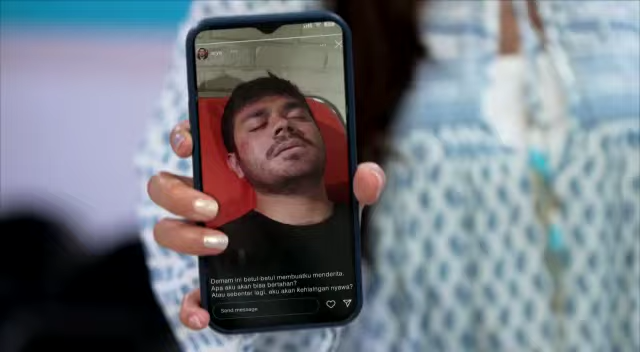 Demam ini betul-betul membuatku menderita.
Apa aku akan bisa bertahan?
Atau sebentar lagi, aku akan kehilangan nyawa?
Send message